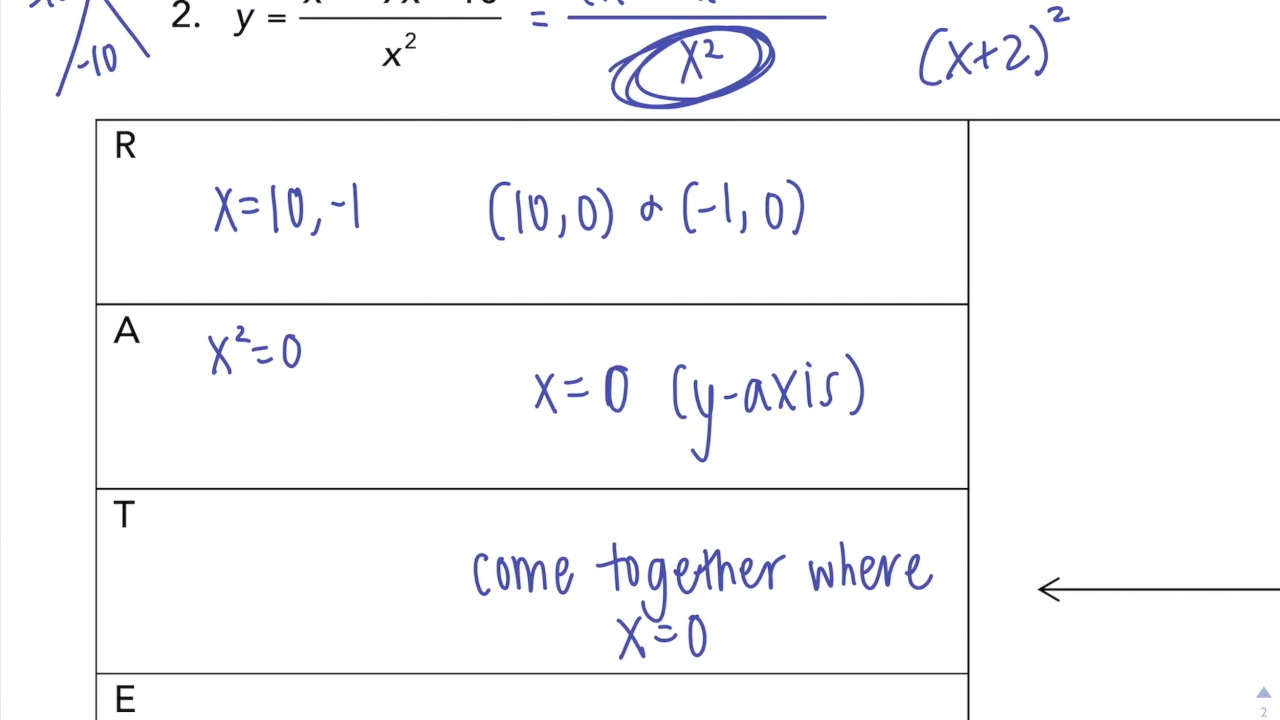 2. y = / x² =
x²
(x+2)²
-10
R
x=10, -1 (10, 0) & (-1, 0)
A
x²=0
x=0 (y-axis)
T
come together where
x=0
E
2